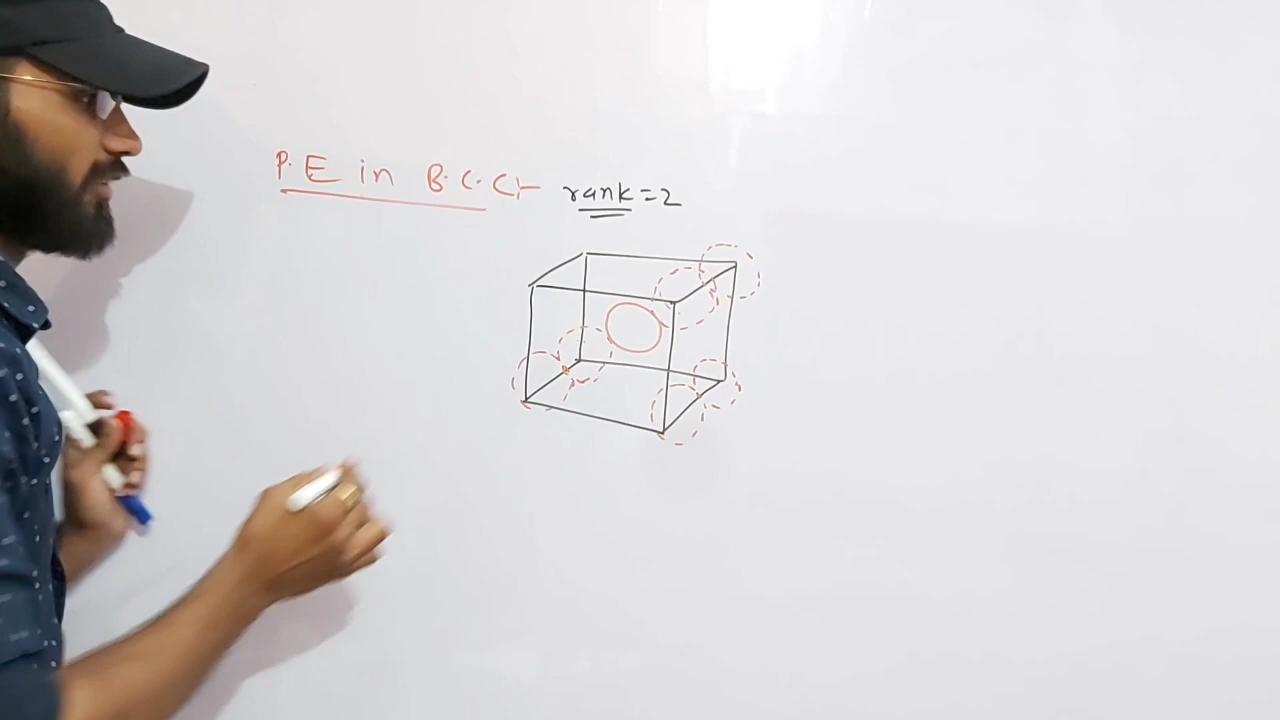 P.E in B.C.C:- rank = 2